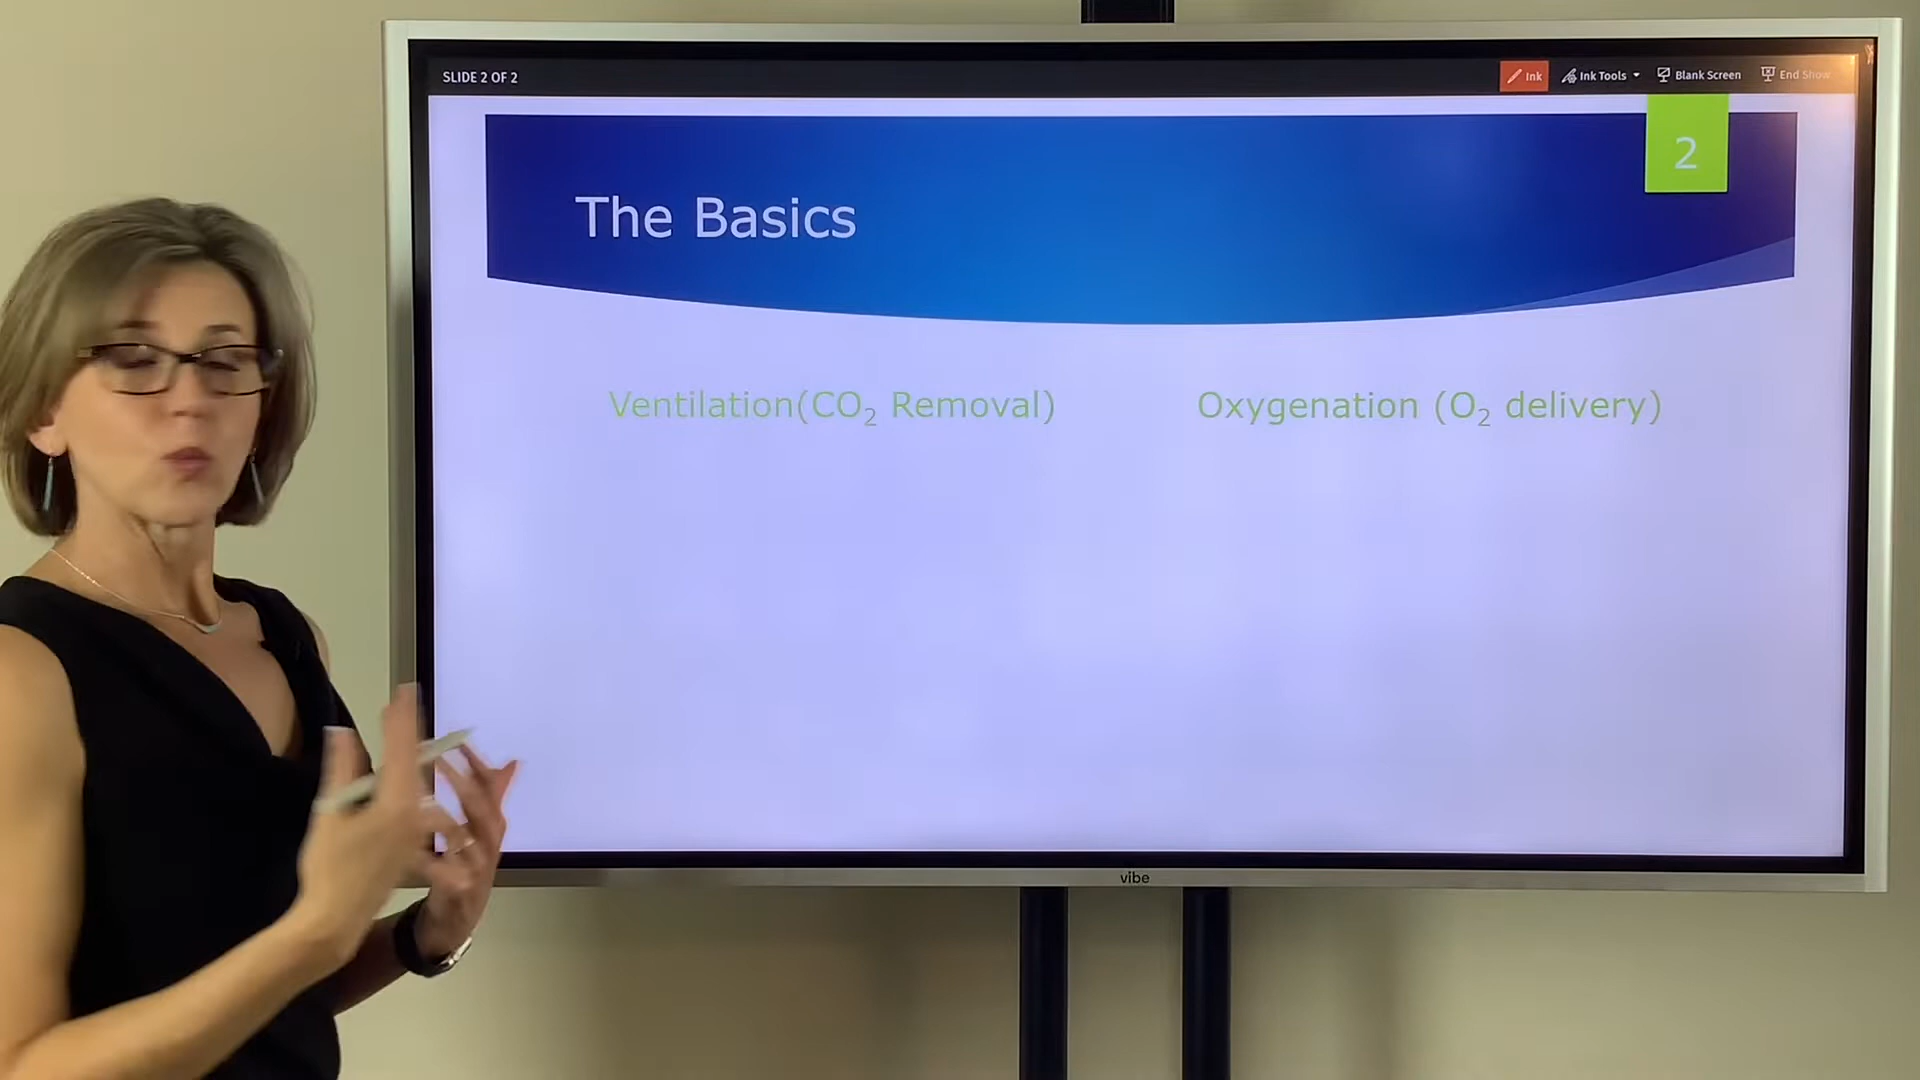 SLIDE 2 OF 2
Ink
Ink Tools
Blank Screen
End Show
2
The Basics
Ventilation(CO₂ Removal)
Oxygenation (O₂ delivery)
vibe